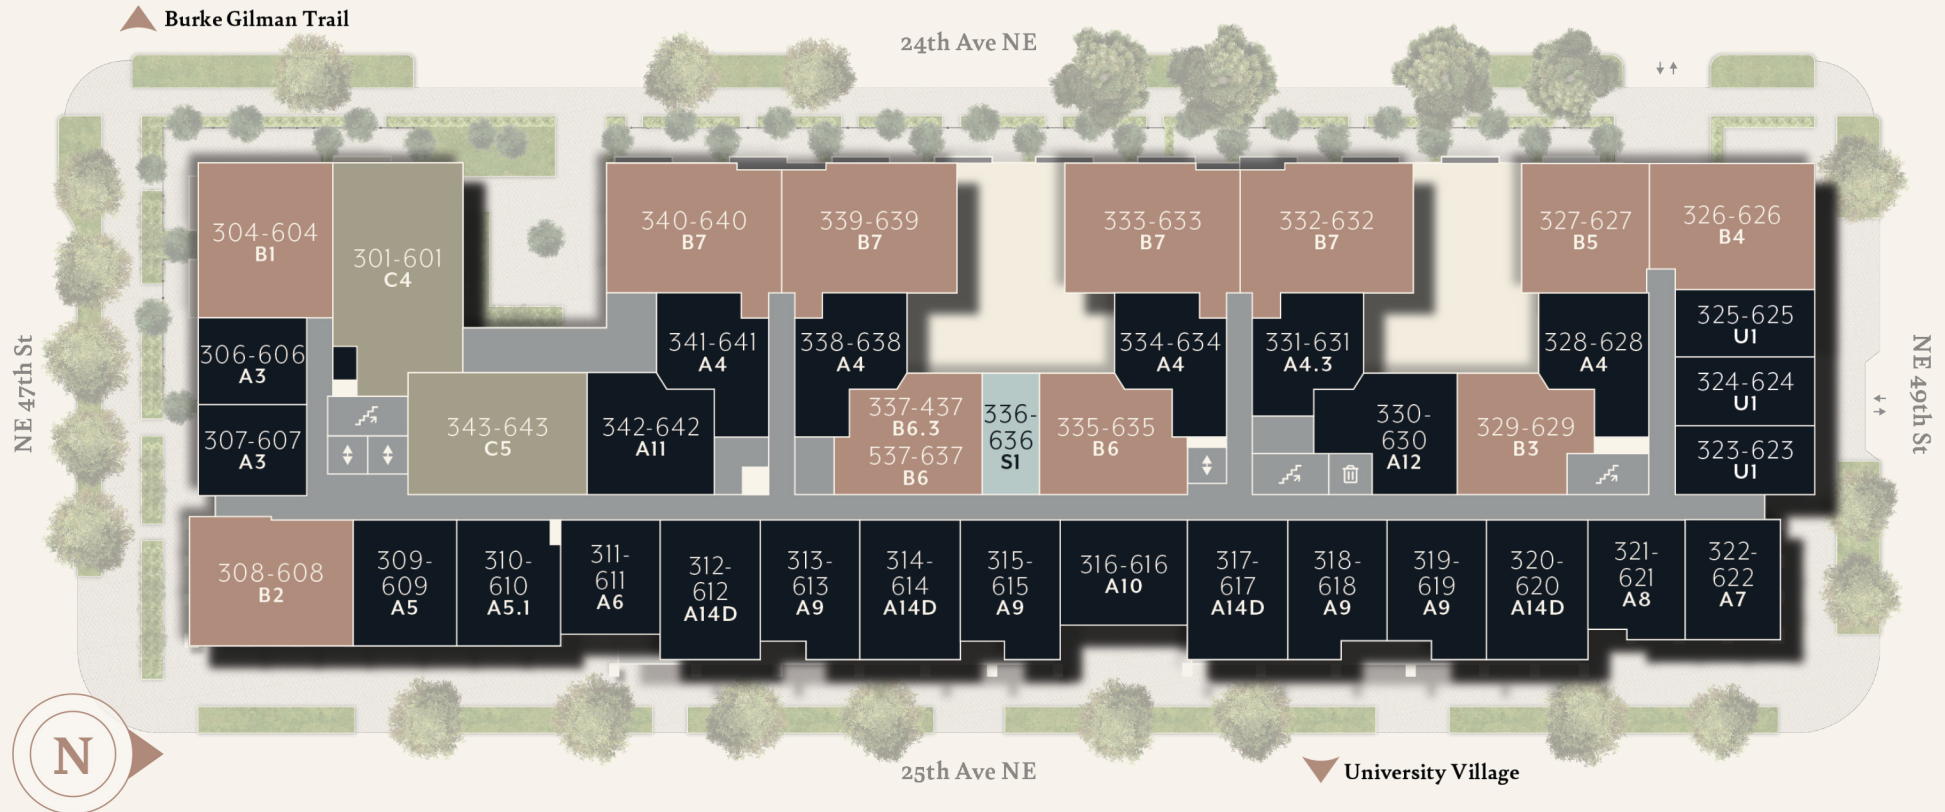 Burke Gilman Trail
24th Ave NE
304-604
B1
301-601
C4
340-640
B7
339-639
B7
333-633
B7
332-632
B7
327-627
B5
326-626
B4
306-606
A3
341-641
A4
338-638
A4
334-634
A4
331-631
A4.3
328-628
A4
325-625
U1
324-624
U1
323-623
U1
307-607
A3
343-643
C5
342-642
A11
337-437
B6.3
537-637
B6
336-
636
S1
335-635
B6
330-
630
A12
329-629
B3
NE 47th St
NE 49th St
308-608
B2
309-
609
A5
310-
610
A5.1
311-
611
A6
312-
612
A14D
313-
613
A9
314-
614
A14D
315-
615
A9
316-616
A10
317-
617
A14D
318-
618
A9
319-
619
A9
320-
620
A14D
321-
621
A8
322-
622
A7
N
25th Ave NE
University Village